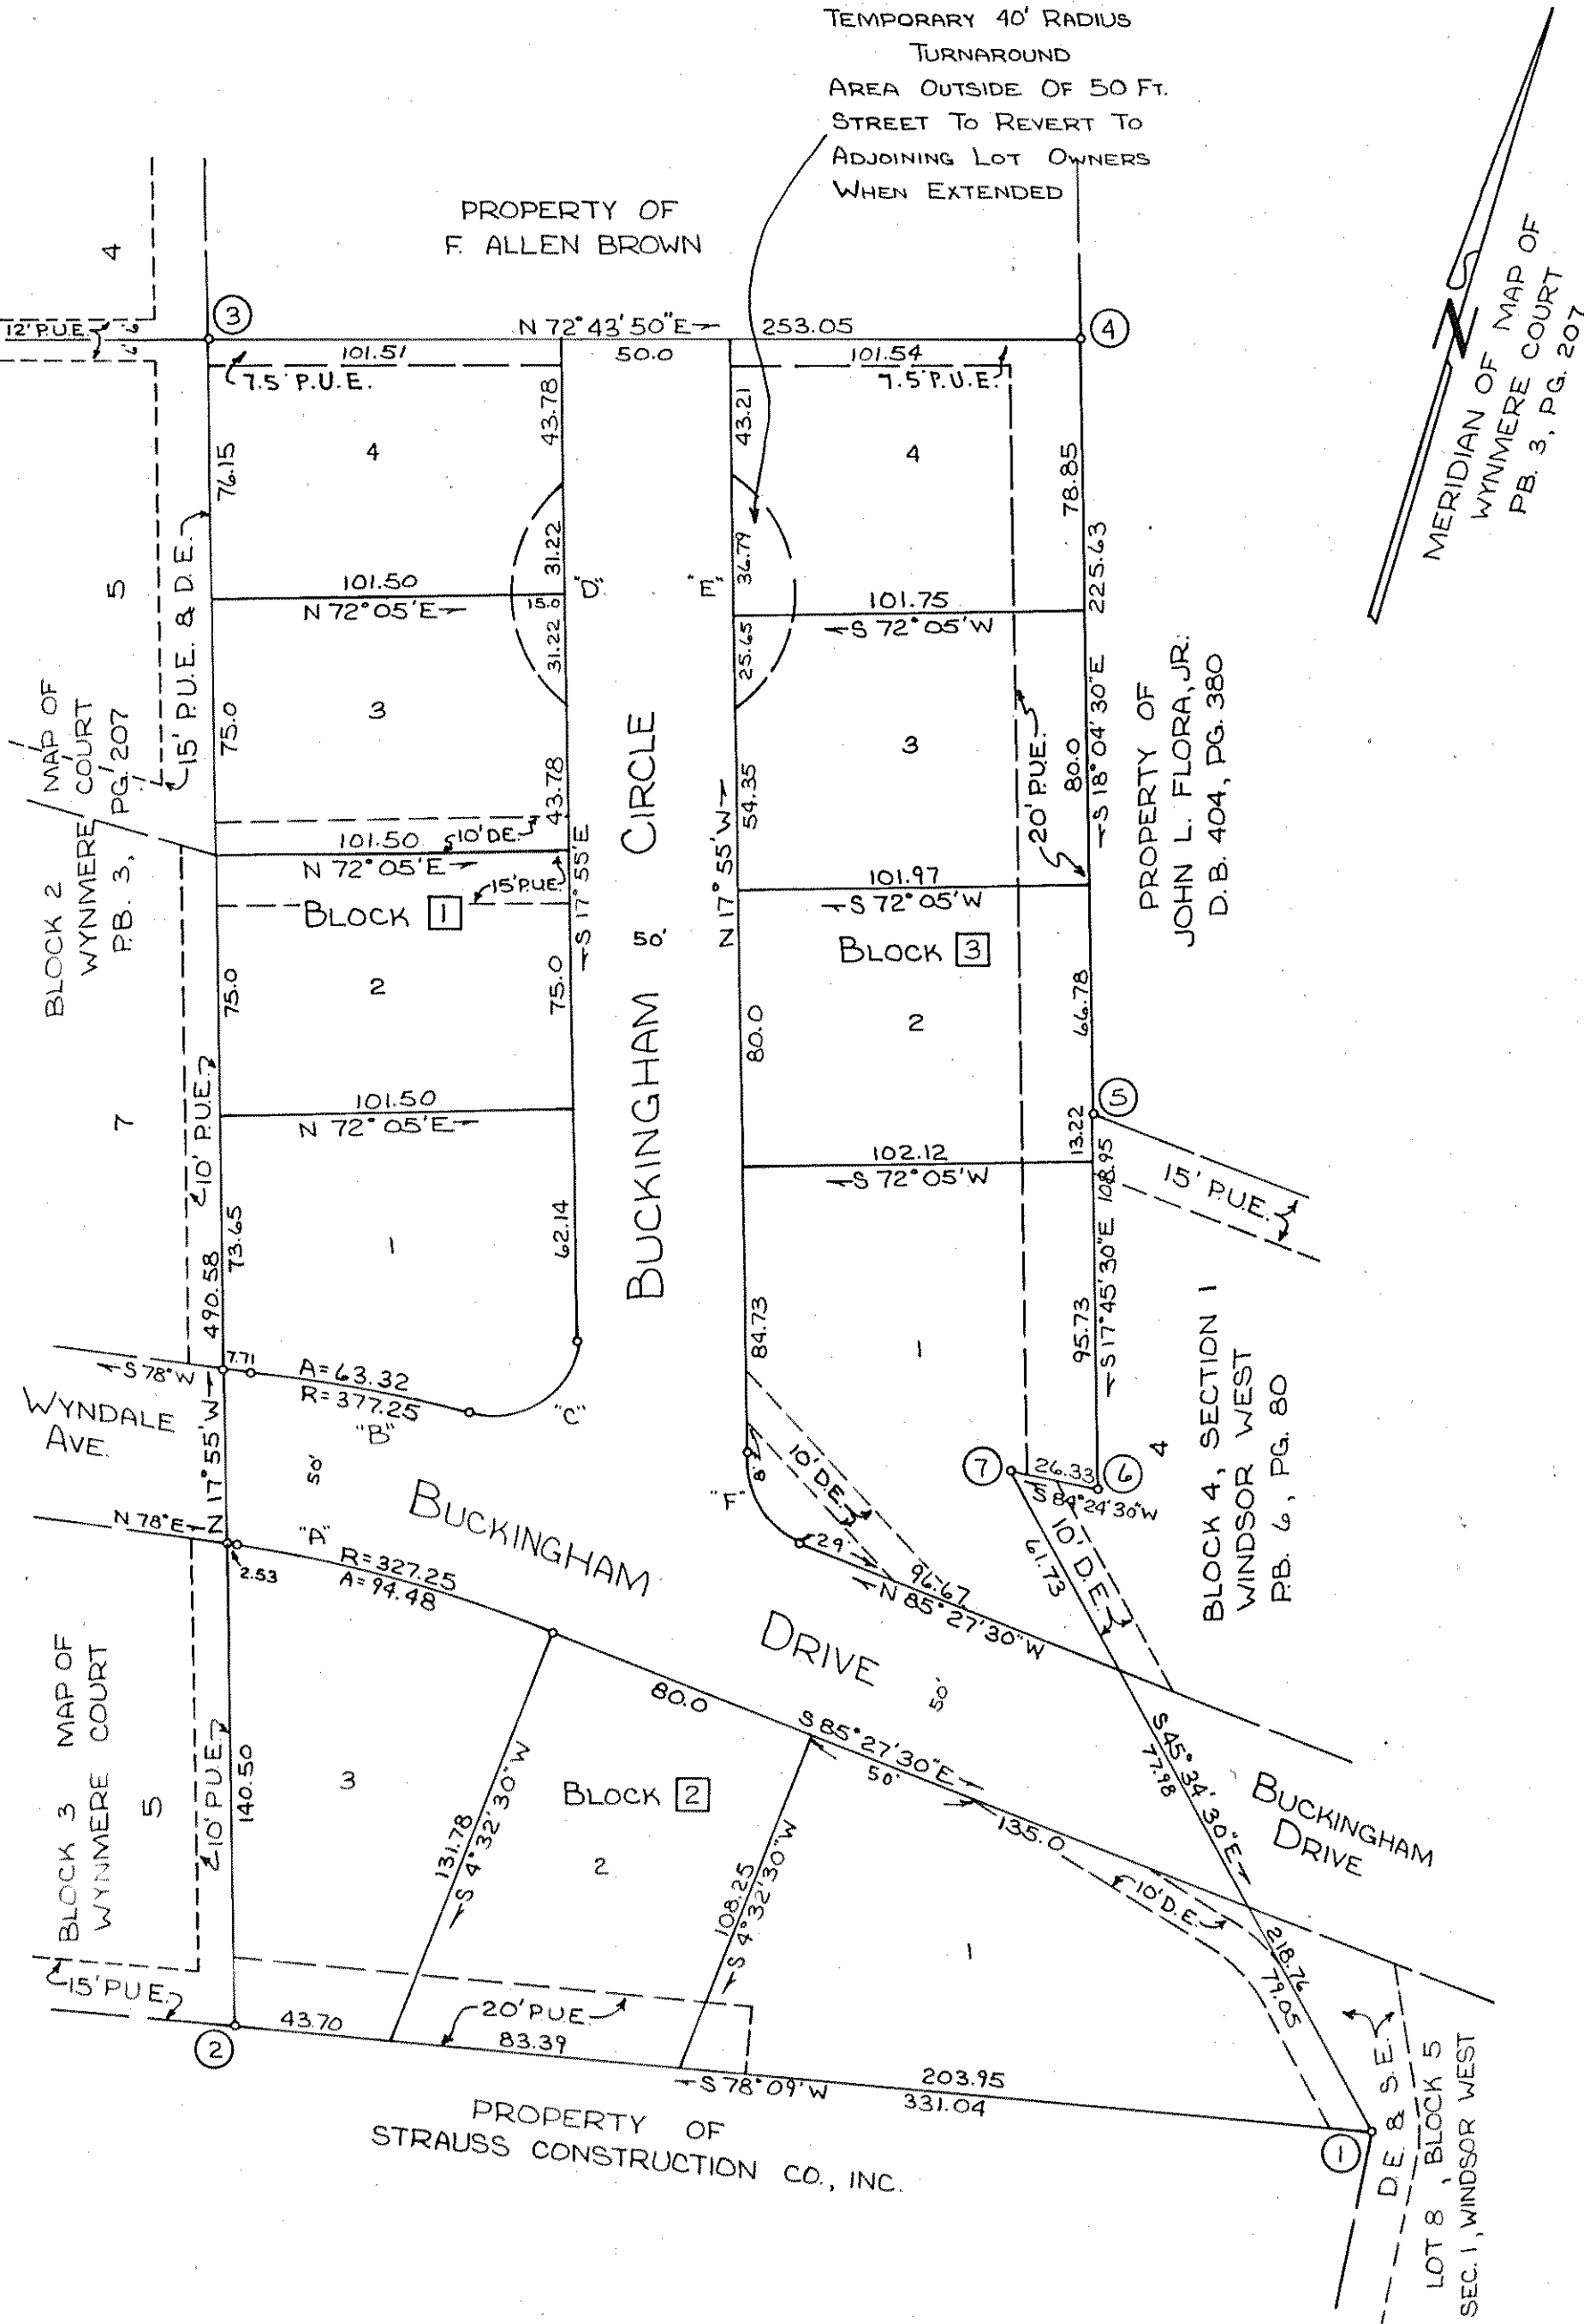 TEMPORARY 40' RADIUS
TURNAROUND
AREA OUTSIDE OF 50 FT.
STREET TO REVERT TO
ADJOINING LOT OWNERS
WHEN EXTENDED
PROPERTY OF
F. ALLEN BROWN
MERIDIAN OF MAP OF
WYNMERE COURT
PB. 3, PG. 207
N
S
4
12' P.U.E.
6'
6'
3
N 72° 43' 50" E
253.05
4
101.51
50.0
101.54
7.5' P.U.E.
7.5' P.U.E.
76.15
4
43.78
43.21
4
78.85
15' P.U.E. & D.E.
31.22
36.79
225.63
5
101.50
N 72° 05' E
15.0
"D"
"E"
101.75
S 72° 05' W
31.22
25.65
S 18° 04' 30" E
BLOCK 2 MAP OF
WYNMERE COURT
P.B. 3, PG. 207
15' P.U.E. & D.E.
75.0
3
43.78
54.35
3
20' P.U.E.
80.0
PROPERTY OF
JOHN L. FLORA, JR.
D.B. 404, PG. 380
101.50
10' D.E.
N 72° 05' E
15' P.U.E.
S 17° 55' E
N 17° 55' W
101.97
S 72° 05' W
BLOCK 1
BUCKINGHAM 50' CIRCLE
BLOCK 3
75.0
2
75.0
80.0
2
66.78
5
7
10' P.U.E.
101.50
N 72° 05' E
102.12
S 72° 05' W
13.22
108.95
15' P.U.E.
73.65
490.58
1
62.14
84.73
1
95.73
S 17° 45' 30" E
S 78° W
7.71
A = 63.32
R = 377.25
"B"
"C"
WYNDALE
AVE.
50'
N 17° 55' W
BLOCK 4, SECTION 1
WINDSOR WEST
P.B. 6, PG. 80
4
7
26.33
6
S 84° 24' 30" W
8'
10' D.E.
"F"
29'
96.67
N 85° 27' 30" W
61.73
10' D.E.
N 78° E
2.53
"A"
R = 327.25
A = 94.48
BUCKINGHAM
DRIVE
50'
80.0
S 85° 27' 30" E
50'
135.0
S 45° 34' 30" E
77.98
BUCKINGHAM
DRIVE
BLOCK 3 MAP OF
WYNMERE COURT
5
10' P.U.E.
140.50
3
131.78
S 4° 32' 30" W
BLOCK 2
2
108.25
S 4° 32' 30" W
1
10' D.E.
218.76
79.05
15' P.U.E.
2
43.70
20' P.U.E.
83.39
S 78° 09' W
203.95
331.04
1
D.E. & S.E.
LOT 8, BLOCK 5
SEC. 1, WINDSOR WEST
PROPERTY OF
STRAUSS CONSTRUCTION CO., INC.